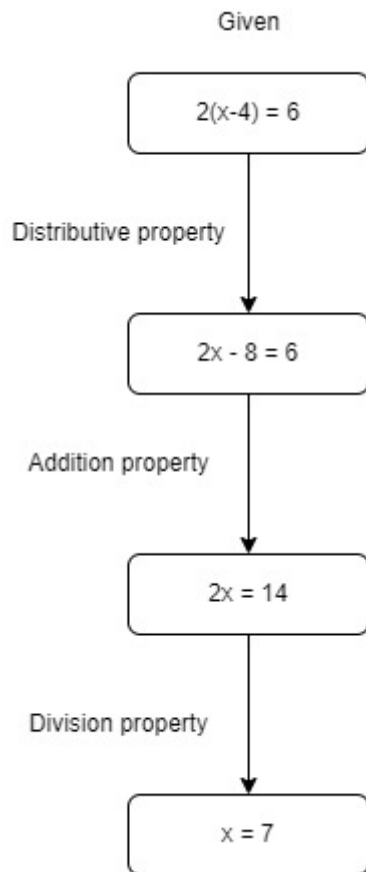 Given
2(x-4) = 6
Distributive property
2x - 8 = 6
Addition property
2x = 14
Division property
x = 7